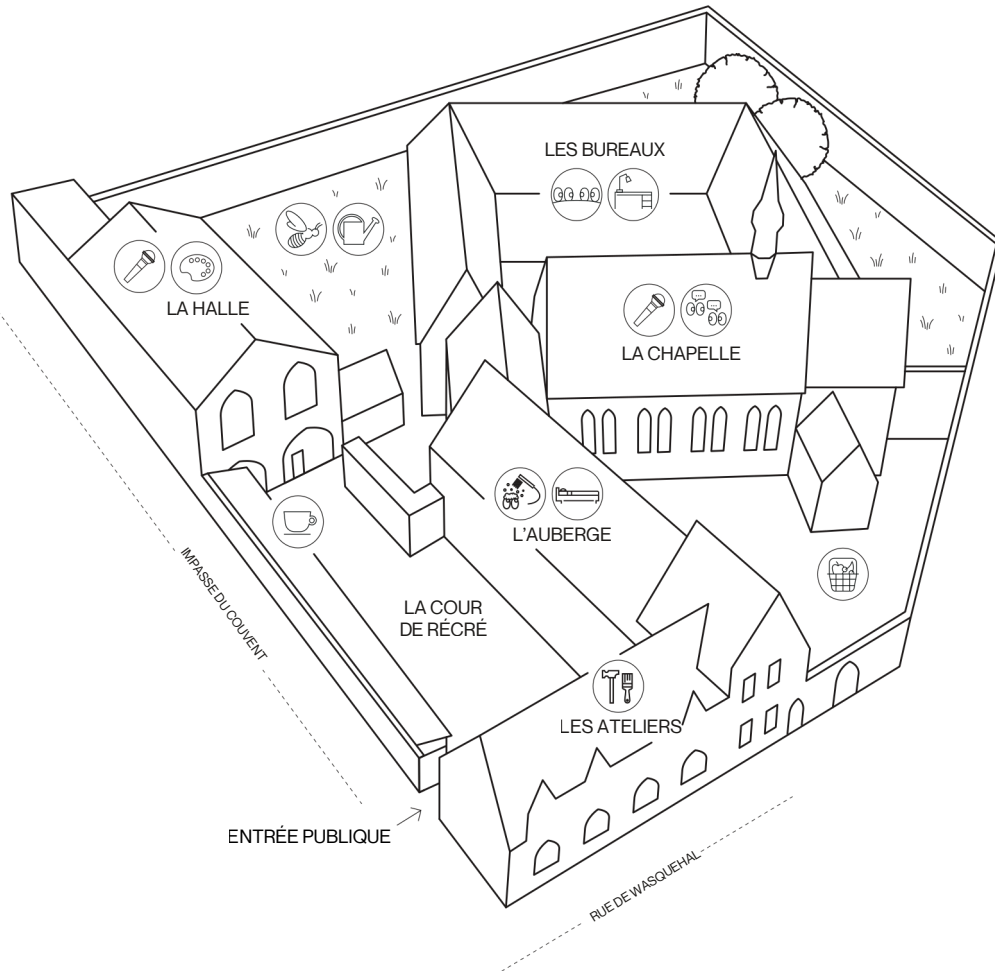 LES BUREAUX
LA HALLE
LA CHAPELLE
L'AUBERGE
LA COUR
DE RÉCRÉ
LES ATELIERS
IMPASSE DU COUVENT
ENTRÉE PUBLIQUE
RUE DE WASQUEHAL